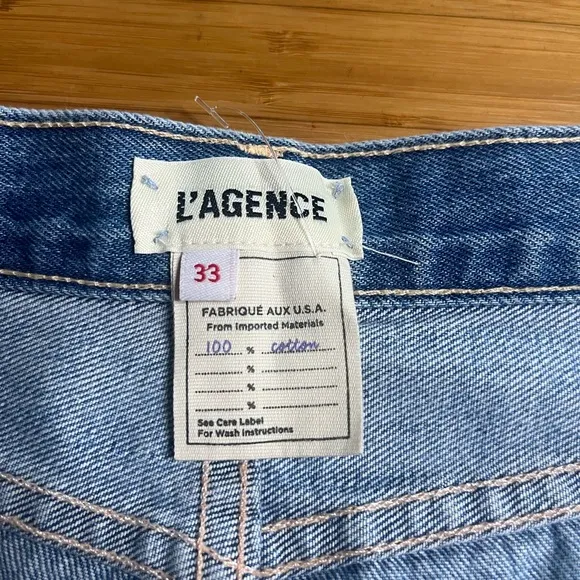 L'AGENCE
33
FABRIQUÉ AUX U.S.A.
From Imported Materials
100 % cotton
%
%
%
See Care Label
For Wash Instructions